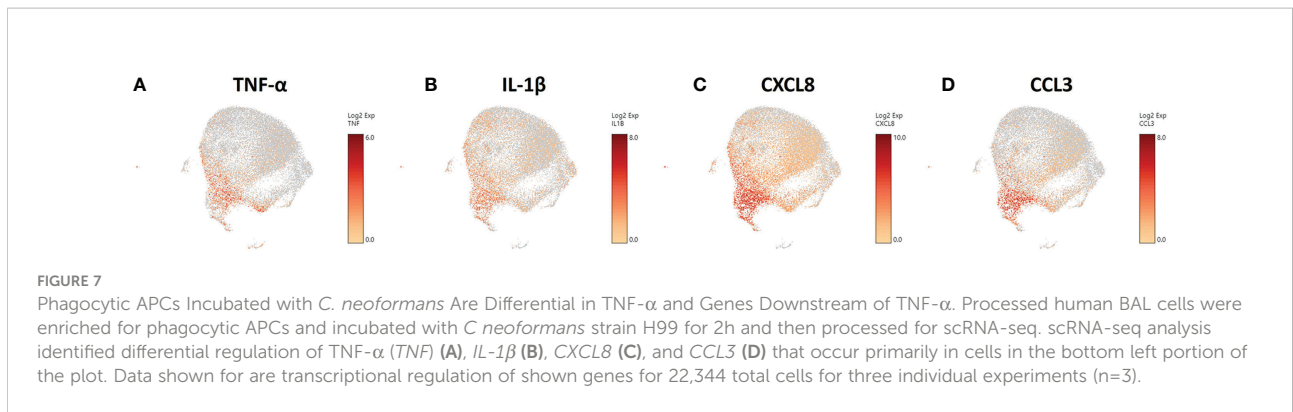 A TNF-α B IL-1β C CXCL8 D CCL3
Log2 Exp
TNF
6.0
0.0
Log2 Exp
IL1B
8.0
0.0
Log2 Exp
CXCL8
10.0
0.0
Log2 Exp
CCL3
8.0
0.0
FIGURE 7
Phagocytic APCs Incubated with C. neoformans Are Differential in TNF-α and Genes Downstream of TNF-α. Processed human BAL cells were
enriched for phagocytic APCs and incubated with C neoformans strain H99 for 2h and then processed for scRNA-seq. scRNA-seq analysis
identified differential regulation of TNF-α (TNF) (A), IL-1β (B), CXCL8 (C), and CCL3 (D) that occur primarily in cells in the bottom left portion of
the plot. Data shown for are transcriptional regulation of shown genes for 22,344 total cells for three individual experiments (n=3).